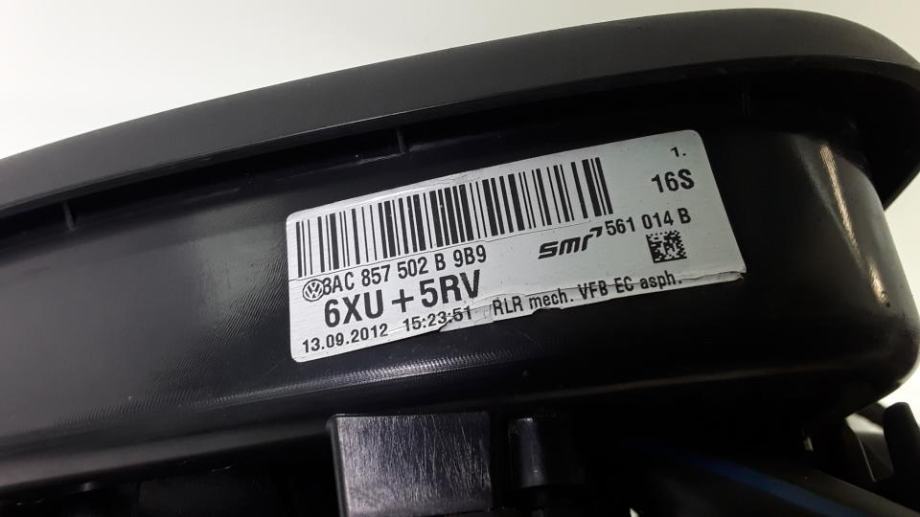 1.
16S
3AC 857 502 B 9B9
smr 561 014 B
6XU + 5RV
13.09.2012 15:23:51 RLR mech. VFB EC asph.